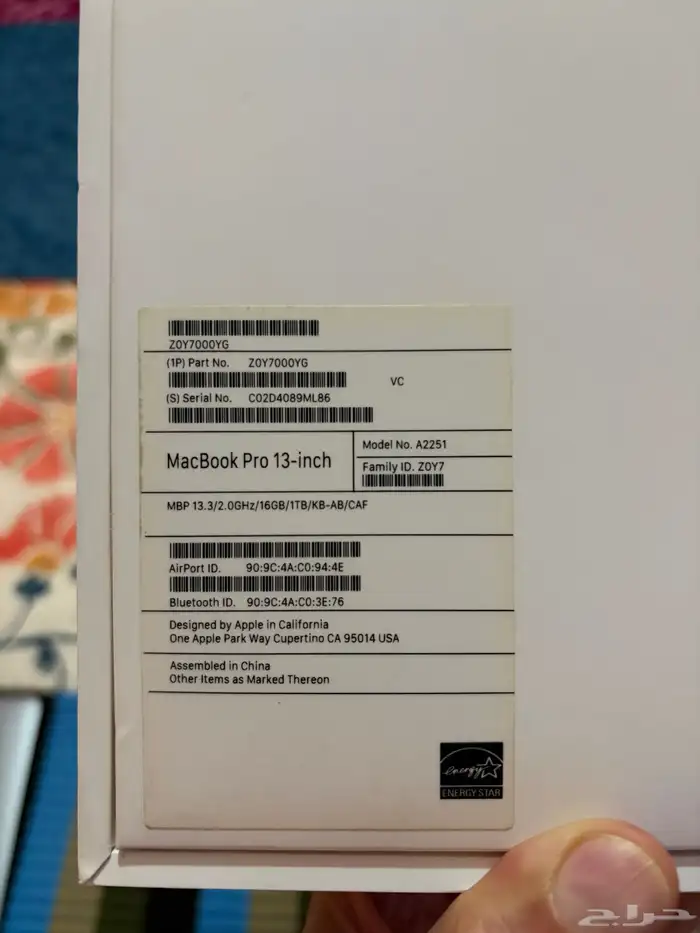 Z0Y7000YG
(1P) Part No. Z0Y7000YG
VC
(S) Serial No. C02D4089ML86
MacBook Pro 13-inch
Model No. A2251
Family ID. Z0Y7
MBP 13.3/2.0GHz/16GB/1TB/KB-AB/CAF
AirPort ID. 90:9C:4A:C0:94:4E
Bluetooth ID. 90:9C:4A:C0:3E:76
Designed by Apple in California
One Apple Park Way Cupertino CA 95014 USA
Assembled in China
Other Items as Marked Thereon
energy
ENERGY STAR
حراج